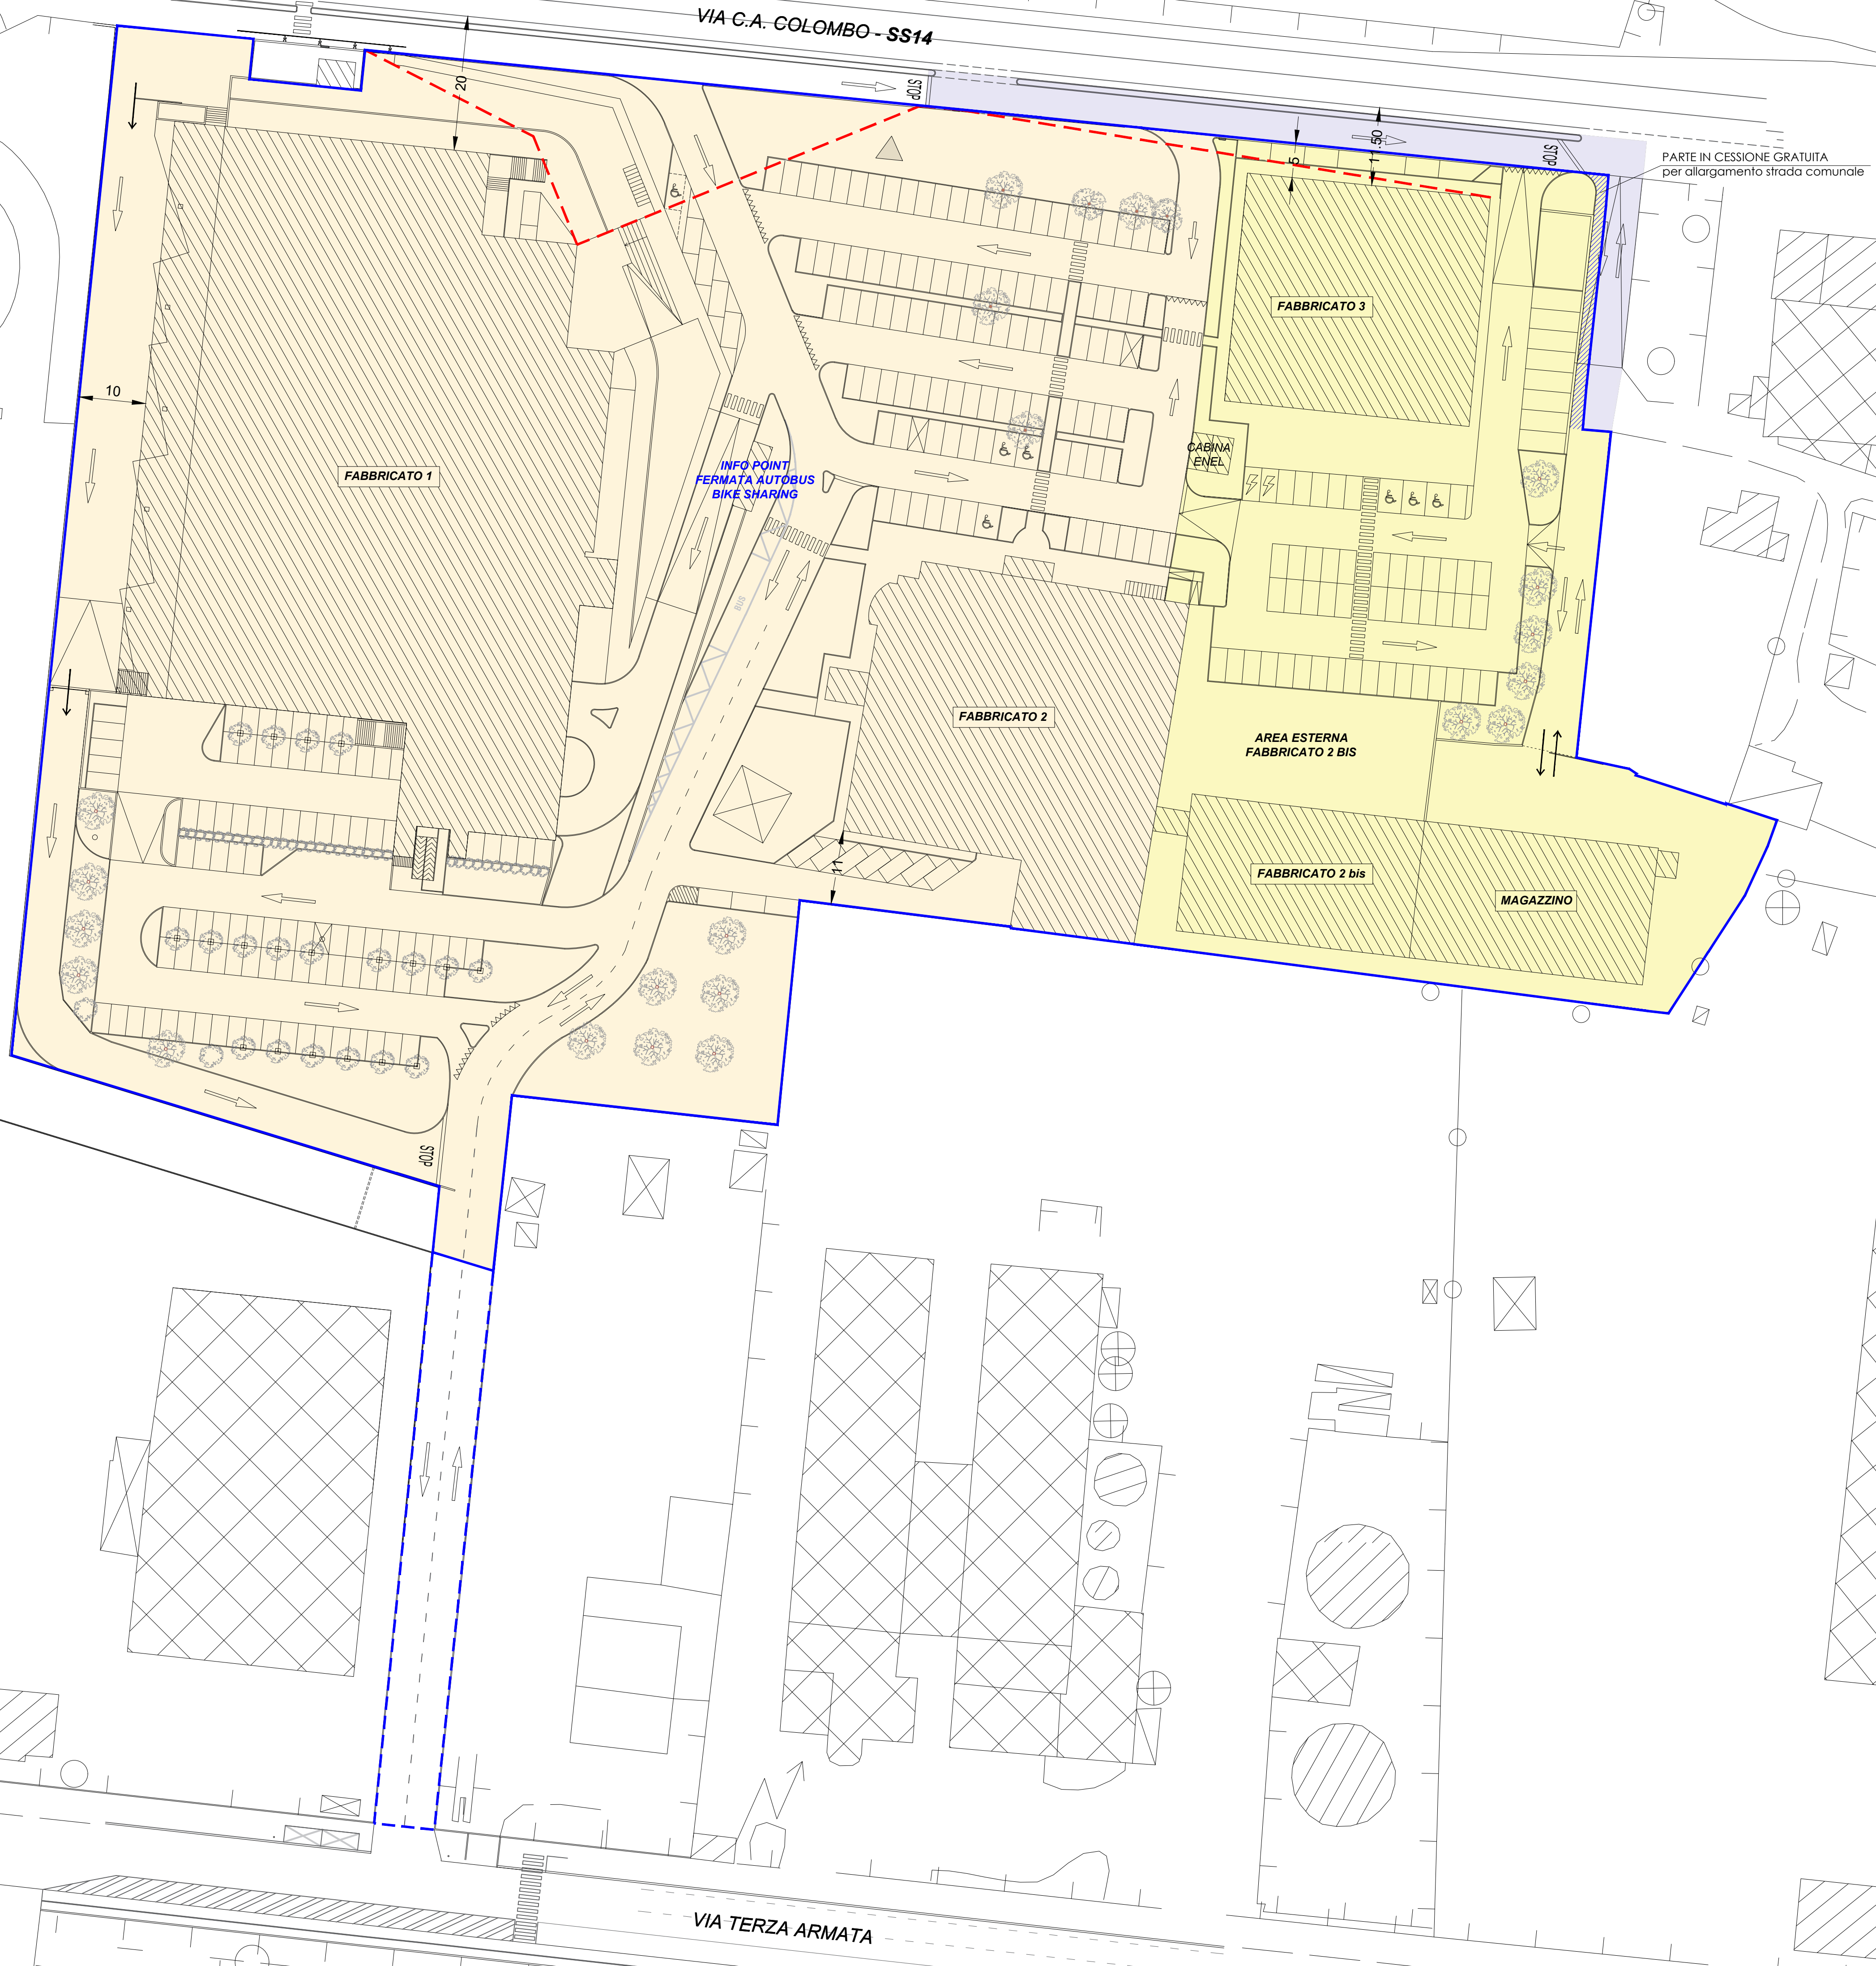 VIA C.A. COLOMBO - SS14
STOP
STOP
20
5
11.50
PARTE IN CESSIONE GRATUITA
per allargamento strada comunale
FABBRICATO 3
10
FABBRICATO 1
CABINA
ENEL
INFO POINT
FERMATA AUTOBUS
BIKE SHARING
BUS
FABBRICATO 2
AREA ESTERNA
FABBRICATO 2 BIS
11
FABBRICATO 2 bis
MAGAZZINO
STOP
VIA TERZA ARMATA